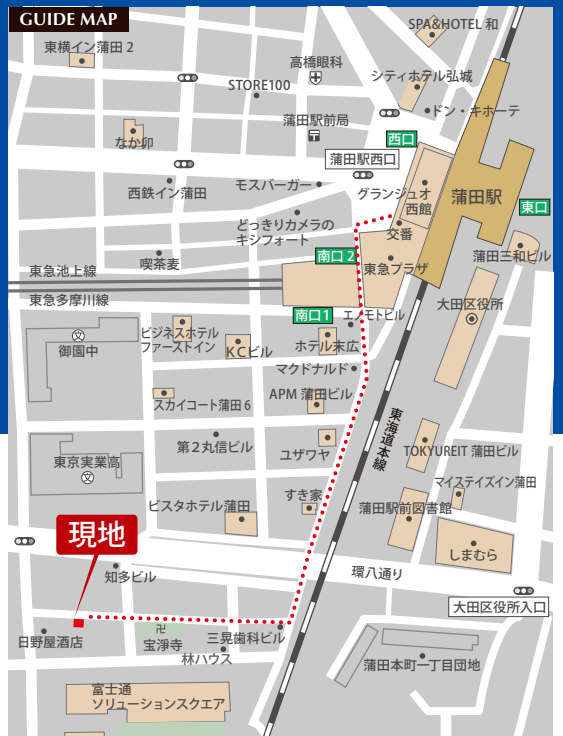 GUIDE MAP
SPA&HOTEL 和
東横イン蒲田 2
高橋眼科
シティホテル弘城
STORE100
ドン・キホーテ
蒲田駅前局
西口
なか卯
蒲田駅西口
グランデュオ
西館
蒲田駅
モスバーガー
西鉄イン蒲田
東口
どっきりカメラの
キシフォート
交番
蒲田三和ビル
南口 2
東急プラザ
喫茶麦
東急池上線
東急多摩川線
大田区役所
南口 1
エノモトビル
ビジネスホテル
ファーストイン
御園中
KCビル
ホテル末広
マクドナルド
APM 蒲田ビル
スカイコート蒲田 6
東海道本線
第２丸信ビル
ユザワヤ
TOKYUREIT 蒲田ビル
東京実業高
マイステイズイン蒲田
すき家
ビスタホテル蒲田
蒲田駅前図書館
現地
しまむら
知多ビル
環八通り
大田区役所入口
日野屋酒店
卍
宝浄寺
三晃歯科ビル
林ハウス
蒲田本町一丁目団地
富士通
ソリューションスクエア